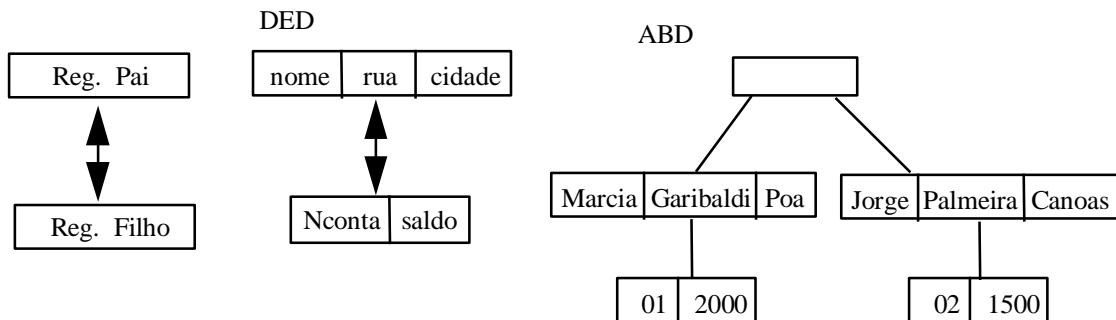 DED
ABD
Reg. Pai
nome rua cidade
Marcia Garibaldi Poa
Jorge Palmeira Canoas
Reg. Filho
Nconta saldo
01 2000
02 1500